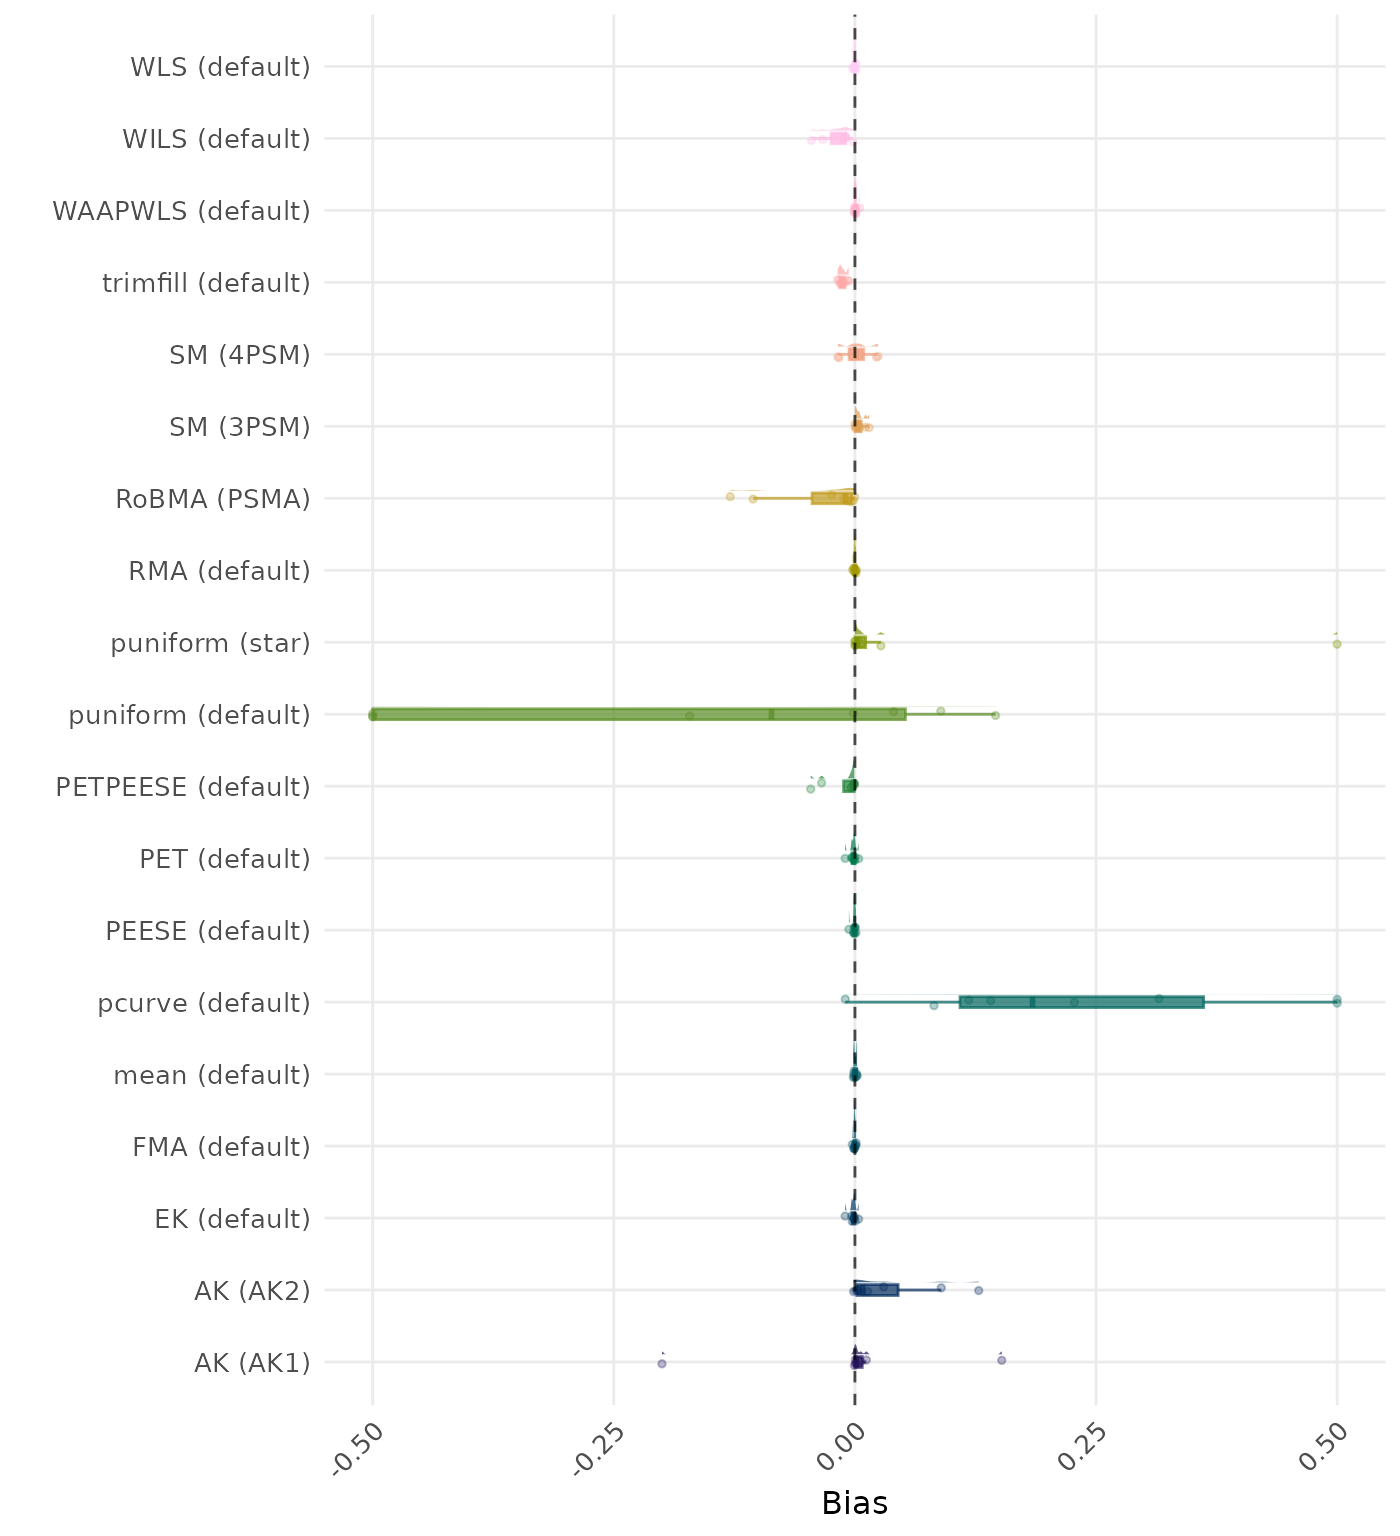 WLS (default)
WILS (default)
WAAPWLS (default)
trimfill (default)
SM (4PSM)
SM (3PSM)
RoBMA (PSMA)
RMA (default)
puniform (star)
puniform (default)
PETPEESE (default)
PET (default)
PEESE (default)
pcurve (default)
mean (default)
FMA (default)
EK (default)
AK (AK2)
AK (AK1)
-0.50
-0.25
0.00
0.25
0.50
Bias